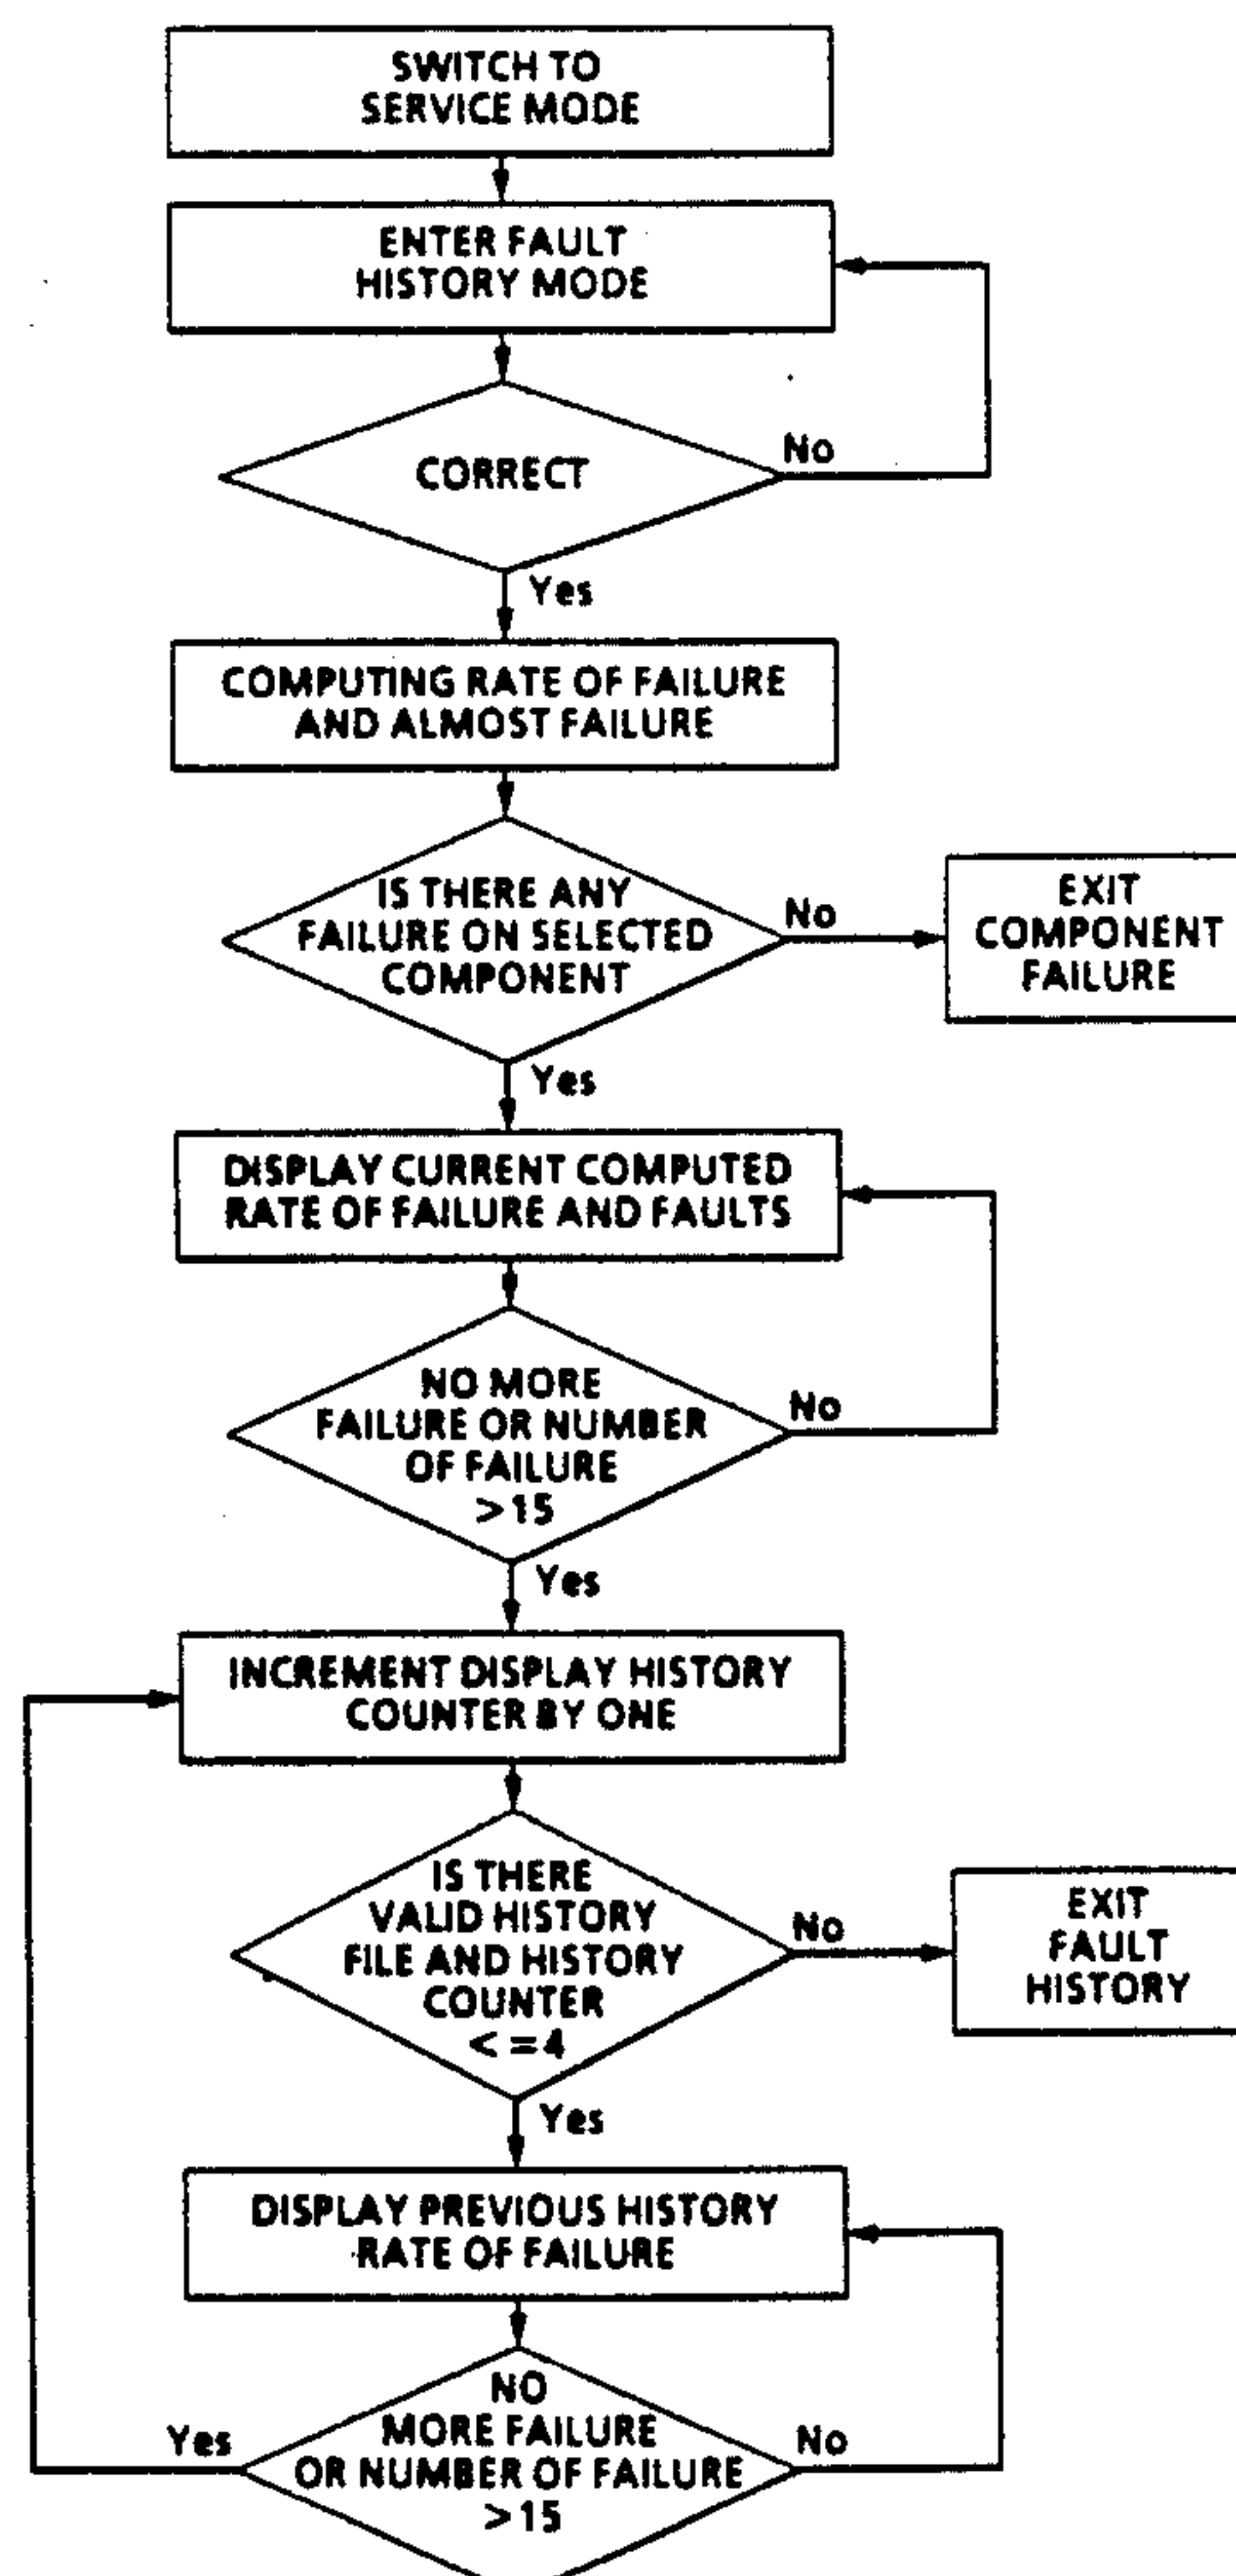 SWITCH TO
SERVICE MODE
ENTER FAULT
HISTORY MODE
CORRECT
No
Yes
COMPUTING RATE OF FAILURE
AND ALMOST FAILURE
IS THERE ANY
FAILURE ON SELECTED
COMPONENT
No
EXIT
COMPONENT
FAILURE
Yes
DISPLAY CURRENT COMPUTED
RATE OF FAILURE AND FAULTS
NO MORE
FAILURE OR NUMBER
OF FAILURE
>15
No
Yes
INCREMENT DISPLAY HISTORY
COUNTER BY ONE
IS THERE
VALID HISTORY
FILE AND HISTORY
COUNTER
< =4
No
EXIT
FAULT
HISTORY
Yes
DISPLAY PREVIOUS HISTORY
RATE OF FAILURE
NO
MORE FAILURE
OR NUMBER OF FAILURE
>15
Yes
No